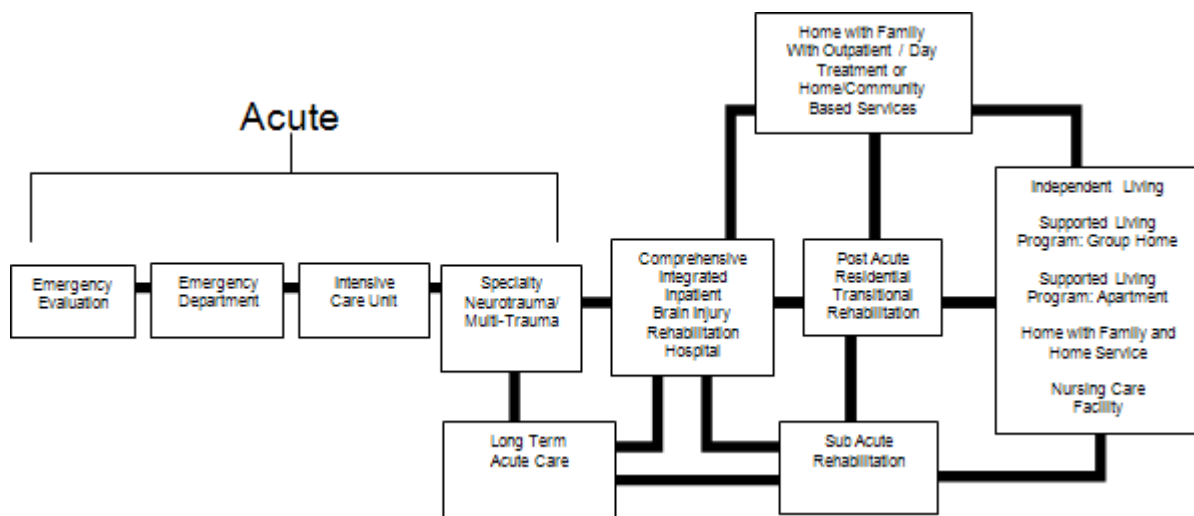 Home with Family
With Outpatient / Day
Treatment or
Home/Community
Based Services
Acute
Independent Living
Supported Living
Program: Group Home
Supported Living
Program: Apartment
Home with Family and
Home Service
Nursing Care
Facility
Emergency
Evaluation
Emergency
Department
Intensive
Care Unit
Specialty
Neurotrauma/
Multi-Trauma
Comprehensive
Integrated
Inpatient
Brain Injury
Rehabilitation
Hospital
Post Acute
Residential
Transitional
Rehabilitation
Long Term
Acute Care
Sub Acute
Rehabilitation